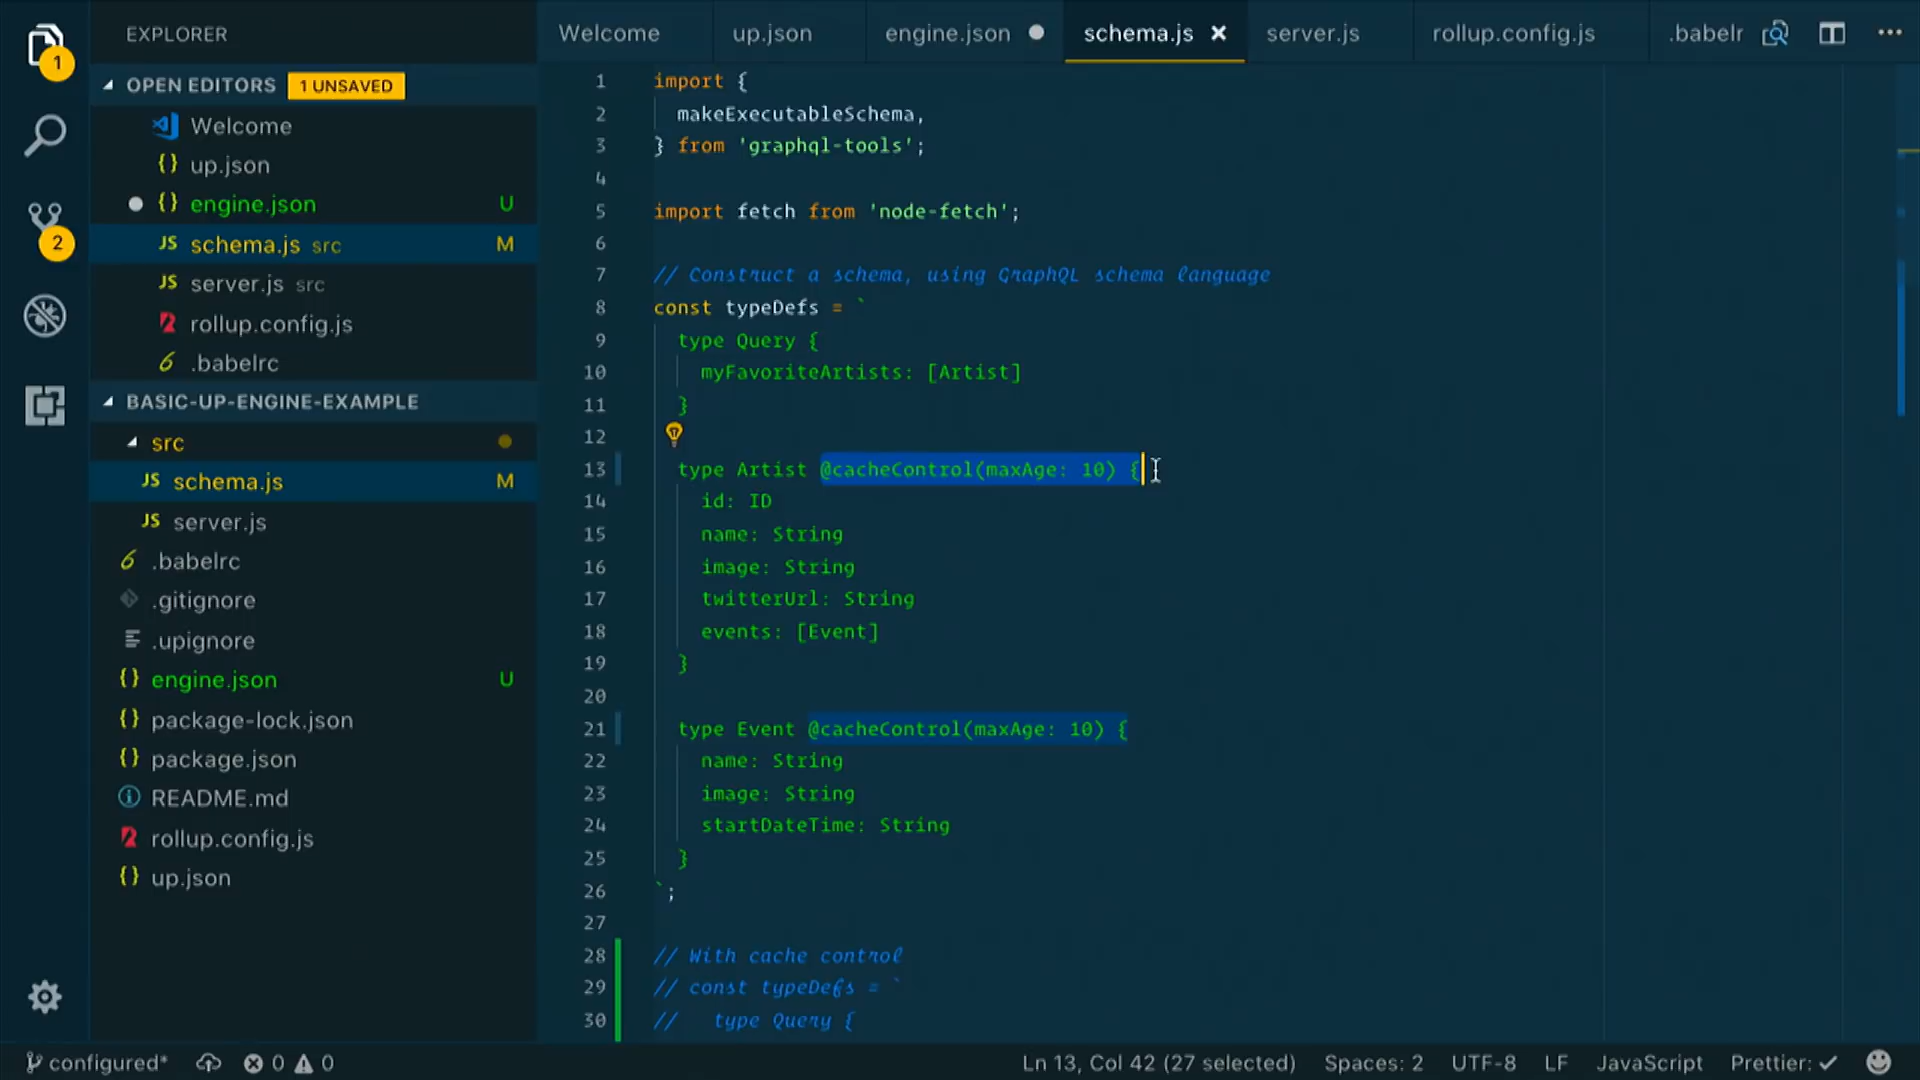 EXPLORER
OPEN EDITORS 1 UNSAVED
Welcome
{} up.json
{} engine.json U
JS schema.js src M
JS server.js src
rollup.config.js
6 .babelrc
BASIC-UP-ENGINE-EXAMPLE
src
JS schema.js M
JS server.js
6 .babelrc
.gitignore
.upignore
{} engine.json U
{} package-lock.json
{} package.json
README.md
rollup.config.js
{} up.json
1
2
Welcome up.json engine.json schema.js × server.js rollup.config.js .babelr ...
1 import {
2 makeExecutableSchema,
3 } from 'graphql-tools';
4
5 import fetch from 'node-fetch';
6
7 // Construct a schema, using GraphQL schema language
8 const typeDefs = `
9 type Query {
10 myFavoriteArtists: [Artist]
11 }
12
13 type Artist @cacheControl(maxAge: 10) {
14 id: ID
15 name: String
16 image: String
17 twitterUrl: String
18 events: [Event]
19 }
20
21 type Event @cacheControl(maxAge: 10) {
22 name: String
23 image: String
24 startDateTime: String
25 }
26 `;
27
28 // With cache control
29 // const typeDefs = `
30 // type Query {
configured* 0 0 Ln 13, Col 42 (27 selected) Spaces: 2 UTF-8 LF JavaScript Prettier: ✓